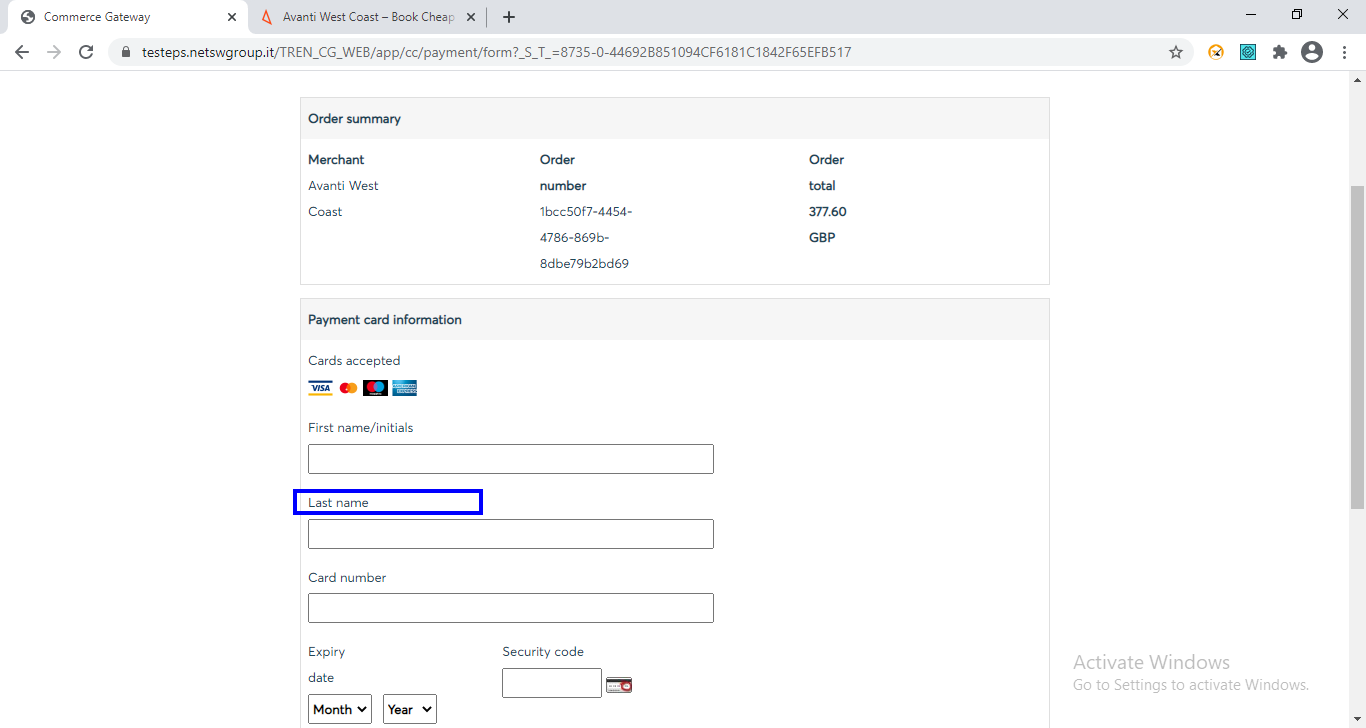 Commerce Gateway
Avanti West Coast – Book Cheap
testeps.netswgroup.it/TREN_CG_WEB/app/cc/payment/form?_S_T_=8735-0-44692B851094CF6181C1842F65EFB517
Order summary
Merchant
Avanti West
Coast
Order
number
1bcc50f7-4454-
4786-869b-
8dbe79b2bd69
Order
total
377.60
GBP
Payment card information
Cards accepted
VISA
First name/initials
Last name
Card number
Expiry
date
Security code
Month
Year
Activate Windows
Go to Settings to activate Windows.